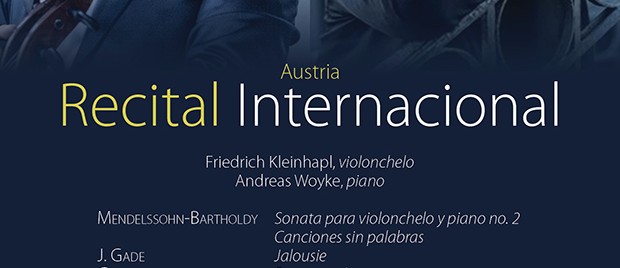 Austria
Recital Internacional
Friedrich Kleinhapl, violonchelo
Andreas Woyke, piano
MENDELSSOHN-BARTHOLDY Sonata para violonchelo y piano no. 2
Canciones sin palabras
J. GADE Jalousie